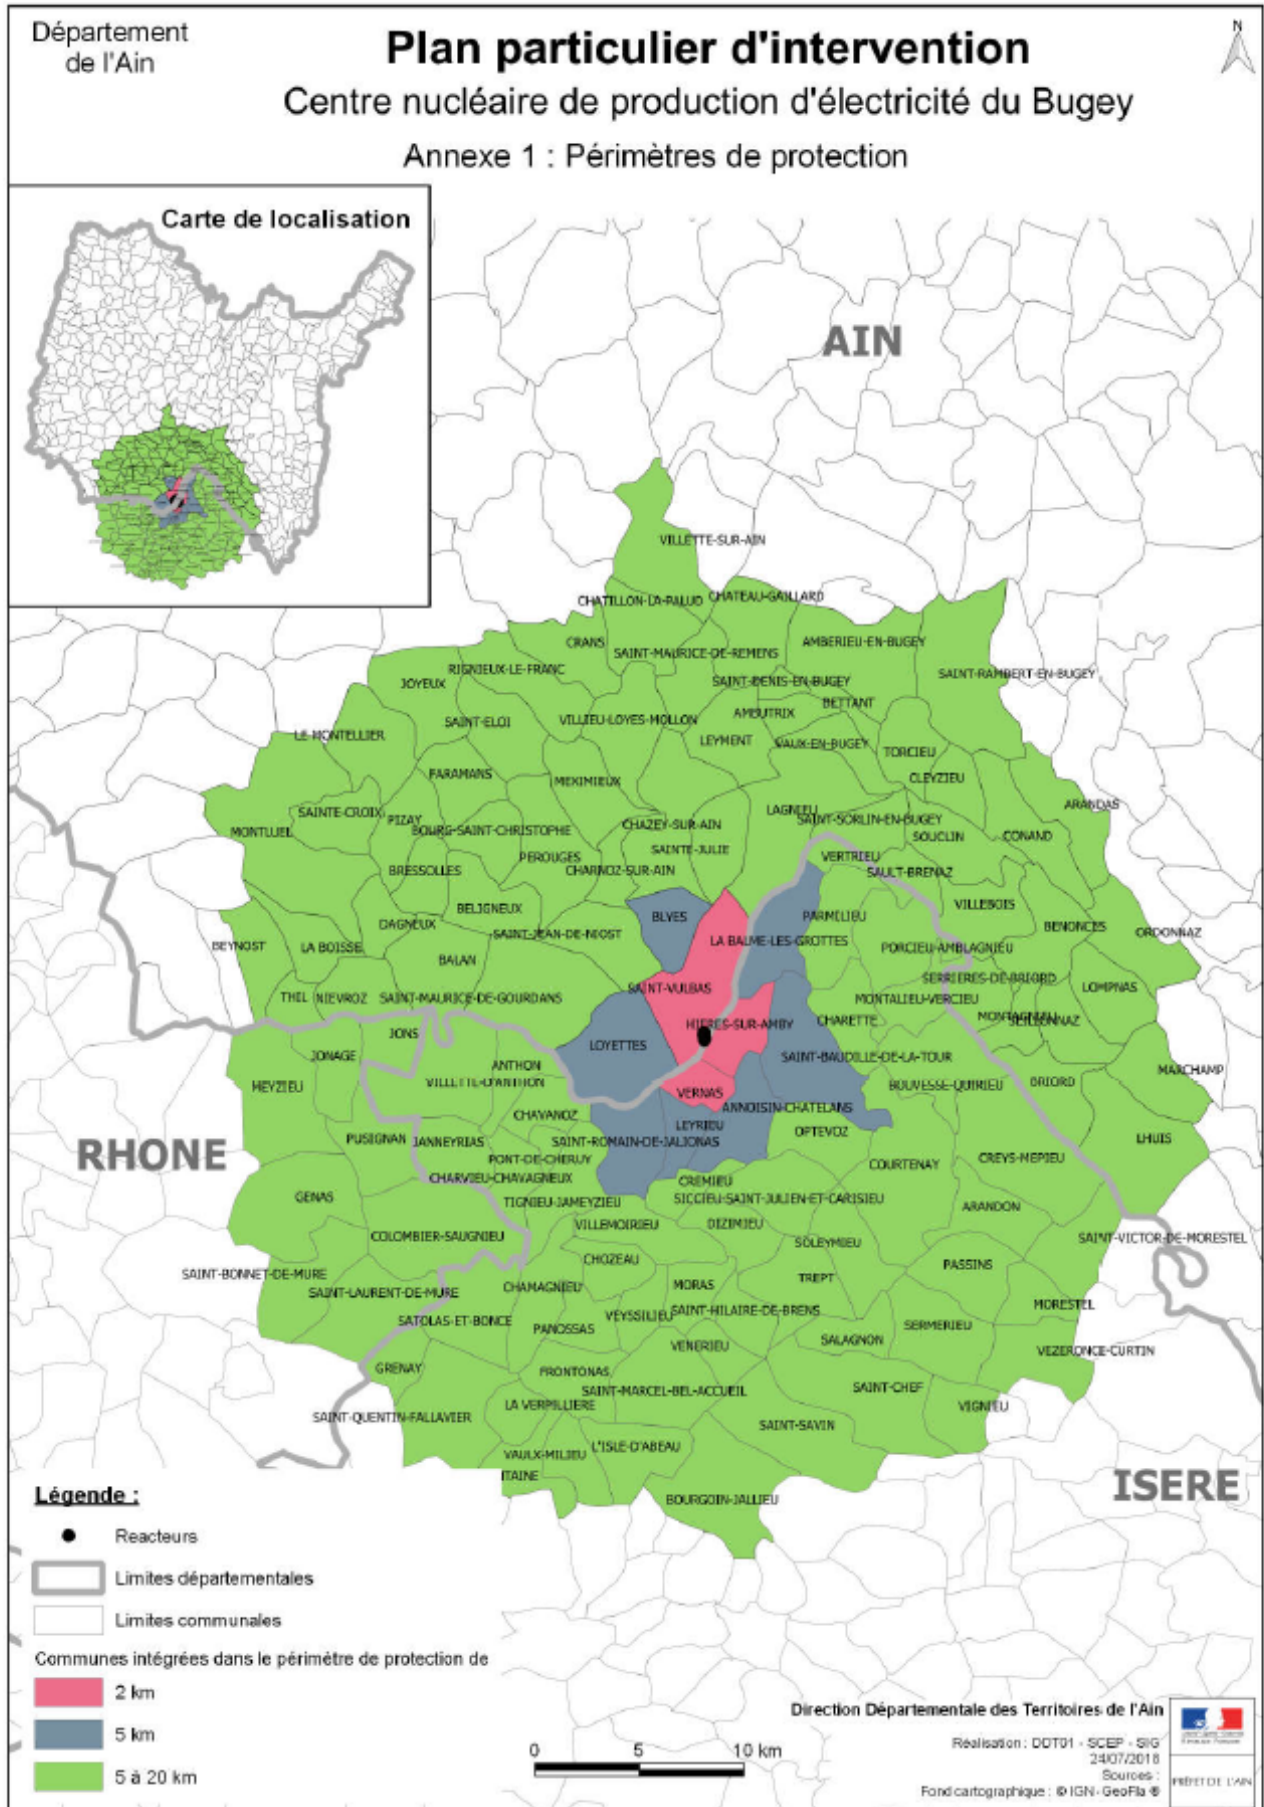 Département
de l'Ain
Plan particulier d'intervention
Centre nucléaire de production d'électricité du Bugey
Annexe 1 : Périmètres de protection
N
Carte de localisation
AIN
VILLETTE-SUR-AIN
CHATILLON-LA-PALUD
CHATEAU-GAILLARD
CRANS
SAINT-MAURICE-DE-REMENS
AMBERIEU-EN-BUGEY
RIGNIEUX-LE-FRANC
SAINT-RAMBERT-EN-BUGEY
JOYEUX
SAINT-DENIS-EN-BUGEY
BETTANT
SAINT-ELOI
VILLIEU-LOYES-MOLLON
AMBUTRIX
LE-MONTELLIER
LEYMENT
VAUX-EN-BUGEY
TORCIEU
FARAMANS
MEXIMIEUX
CLEYZIEU
SAINTE-CROIX
PIZAY
LAGNIEU
ARANDAS
MONTLUEL
BOURG-SAINT-CHRISTOPHE
CHAZEY-SUR-AIN
SAINT-SORLIN-EN-BUGEY
SOUCLIN
CONAND
PEROUGES
SAINTE-JULIE
VERTRIEU
BRESSOLLES
CHARNOZ-SUR-AIN
SAULT-BRENAZ
BELIGNEUX
BLYES
PARMILIEU
VILLEBOIS
DAGNEUX
SAINT-JEAN-DE-NIOST
BENONCES
ORDONNAZ
BEYNOST
LA BOISSE
BALAN
LA BALME-LES-GROTTES
PORCIEU-AMBLAGNIEU
SERRIERES-DE-BRIORD
THIL
NIEVROZ
SAINT-MAURICE-DE-GOURDANS
SAINT-VULBAS
MONTALIEU-VERCIEU
LOMPNAS
JONS
HIERES-SUR-AMBY
CHARETTE
MONTAGNIEU
SEILLONNAZ
JONAGE
LOYETTES
SAINT-BAUDILLE-DE-LA-TOUR
ANTHON
MARCHAMP
MEYZIEU
VILLETTE-D'ANTHON
VERNAS
BOUVESSE-QUIRIEU
BRIORD
CHAVANOZ
ANNOISIN-CHATELANS
RHONE
PUSIGNAN
JANNEYRIAS
SAINT-ROMAIN-DE-JALIONAS
LEYRIEU
OPTEVOZ
LHUIS
PONT-DE-CHERUY
CREYS-MEPIEU
CHARVIEU-CHAVAGNEUX
CREMIEU
COURTENAY
GENAS
TIGNIEU-JAMEYZIEU
SICCIEU-SAINT-JULIEN-ET-CARISIEU
ARANDON
COLOMBIER-SAUGNIEU
VILLEMOIRIEU
DIZIMIEU
SOLEYMIEU
SAINT-VICTOR-DE-MORESTEL
SAINT-BONNET-DE-MURE
CHOZEAU
PASSINS
SAINT-LAURENT-DE-MURE
CHAMAGNIEU
MORAS
TREPT
MORESTEL
SATOLAS-ET-BONCE
PANOSSAS
VEYSSILIEU
SAINT-HILAIRE-DE-BRENS
SERMERIEU
VENERIEU
SALAGNON
VEZERONCE-CURTIN
GRENAY
FRONTONAS
SAINT-MARCEL-BEL-ACCUEIL
SAINT-CHEF
LA VERPILLIERE
VIGNIEU
SAINT-QUENTIN-FALLAVIER
SAINT-SAVIN
VAULX-MILIEU
L'ISLE-D'ABEAU
ITAINE
BOURGOIN-JALLIEU
ISERE
Légende :
Reacteurs
Limites départementales
Limites communales
Communes intégrées dans le périmètre de protection de
2 km
5 km
5 à 20 km
0 5 10 km
Direction Départementale des Territoires de l'Ain
Réalisation : DDT01 - SCEP - SIG
24/07/2018
Sources :
Fond cartographique : © IGN - GeoFla ®
PRÉFET DE L'AIN